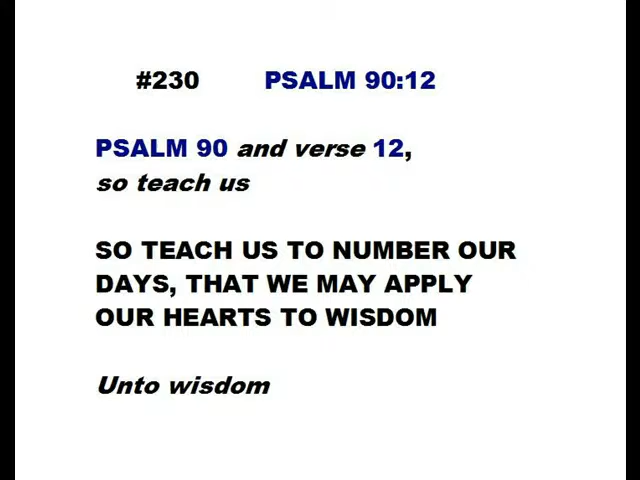 #230 PSALM 90:12
PSALM 90 and verse 12,
so teach us
SO TEACH US TO NUMBER OUR
DAYS, THAT WE MAY APPLY
OUR HEARTS TO WISDOM
Unto wisdom